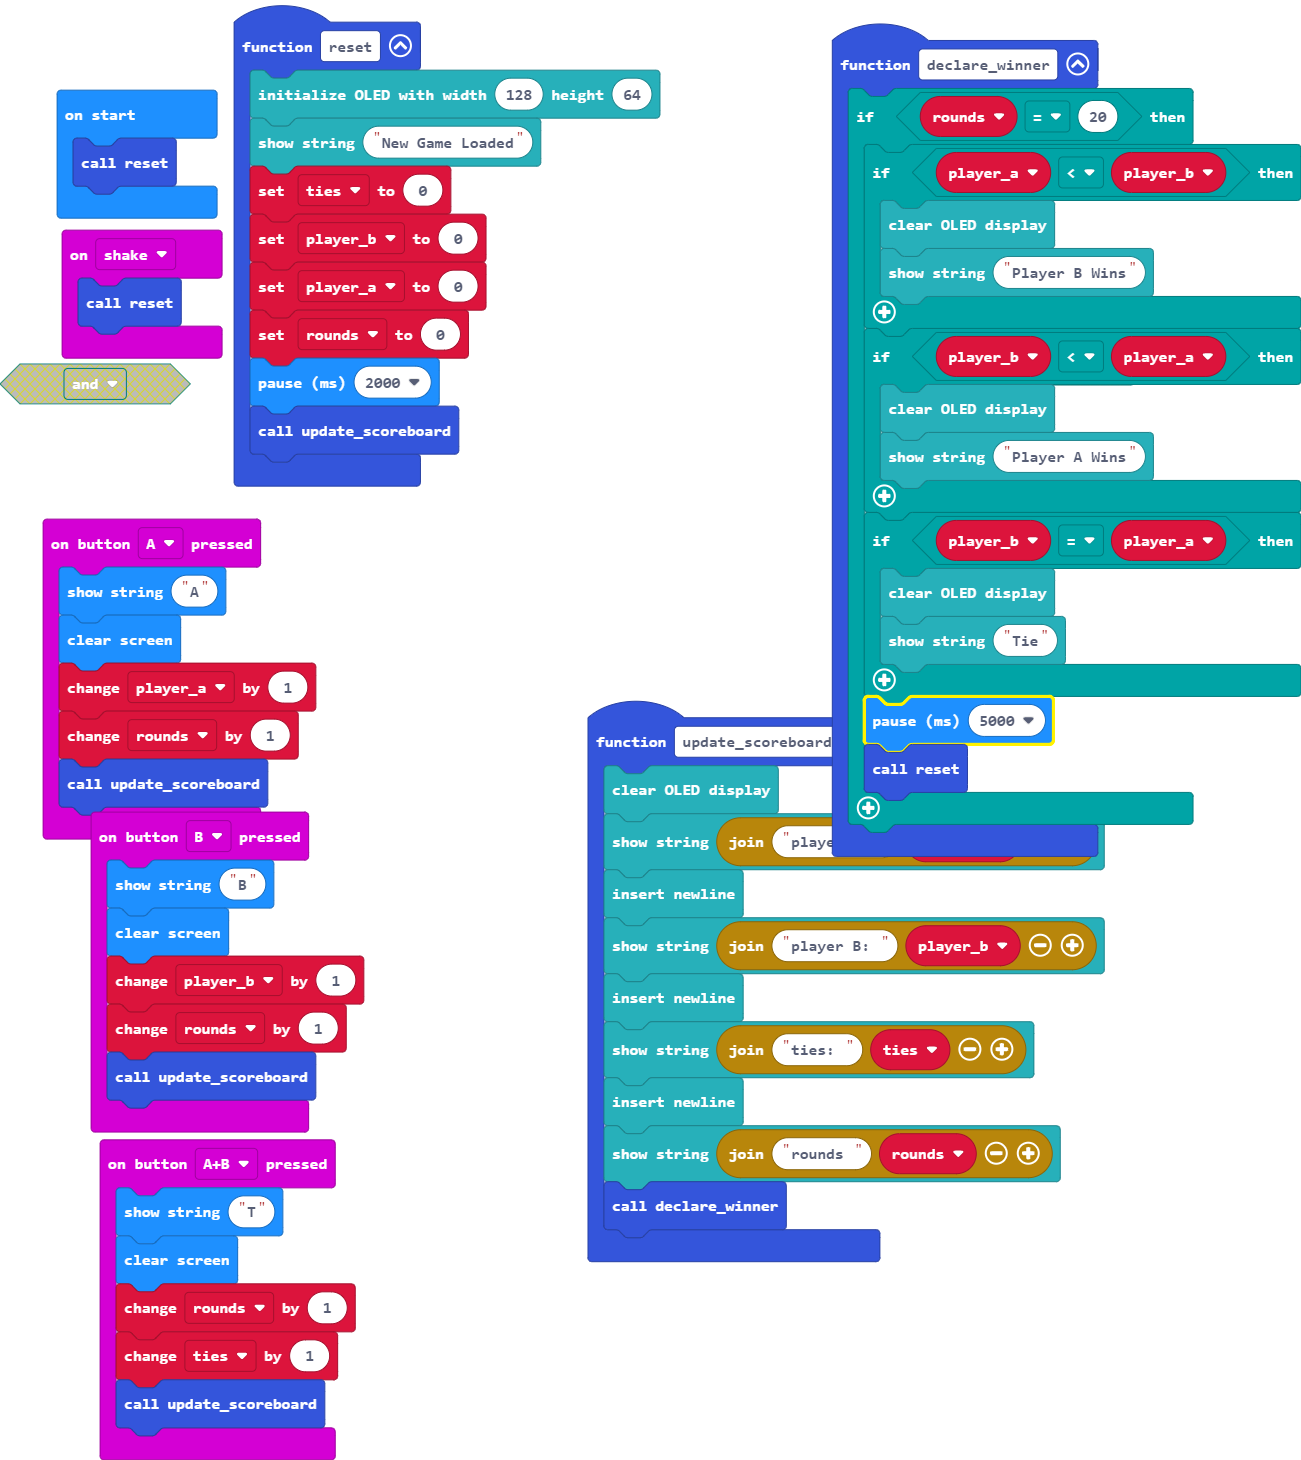 on start
call reset
on shake
call reset
and
function reset
initialize OLED with width 128 height 64
show string "New Game Loaded"
set ties to 0
set player_b to 0
set player_a to 0
set rounds to 0
pause (ms) 2000
call update_scoreboard
function declare_winner
if rounds = 20 then
if player_a < player_b then
clear OLED display
show string "Player B Wins"
if player_b < player_a then
clear OLED display
show string "Player A Wins"
if player_b = player_a then
clear OLED display
show string "Tie"
pause (ms) 5000
call reset
on button A pressed
show string "A"
clear screen
change player_a by 1
change rounds by 1
call update_scoreboard
on button B pressed
show string "B"
clear screen
change player_b by 1
change rounds by 1
call update_scoreboard
on button A+B pressed
show string "T"
clear screen
change rounds by 1
change ties by 1
call update_scoreboard
function update_scoreboard
clear OLED display
show string join "playe
insert newline
show string join "player B: " player_b
insert newline
show string join "ties: " ties
insert newline
show string join "rounds " rounds
call declare_winner